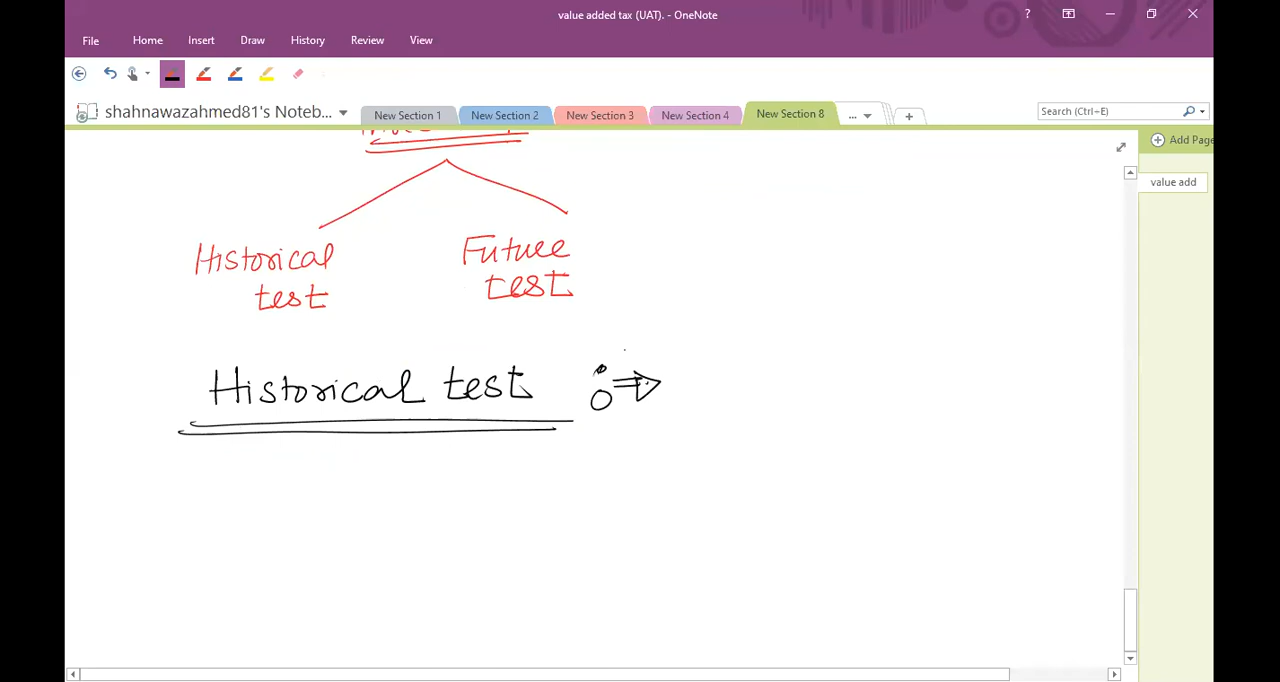 value added tax (UAT). - OneNote
File Home Insert Draw History Review View
shahnawazahmed81's Noteb... New Section 1 New Section 2 New Section 3 New Section 4 New Section 8 ... Search (Ctrl+E)
Add Page
value add
Historical Future
test test
Historical test :⇒